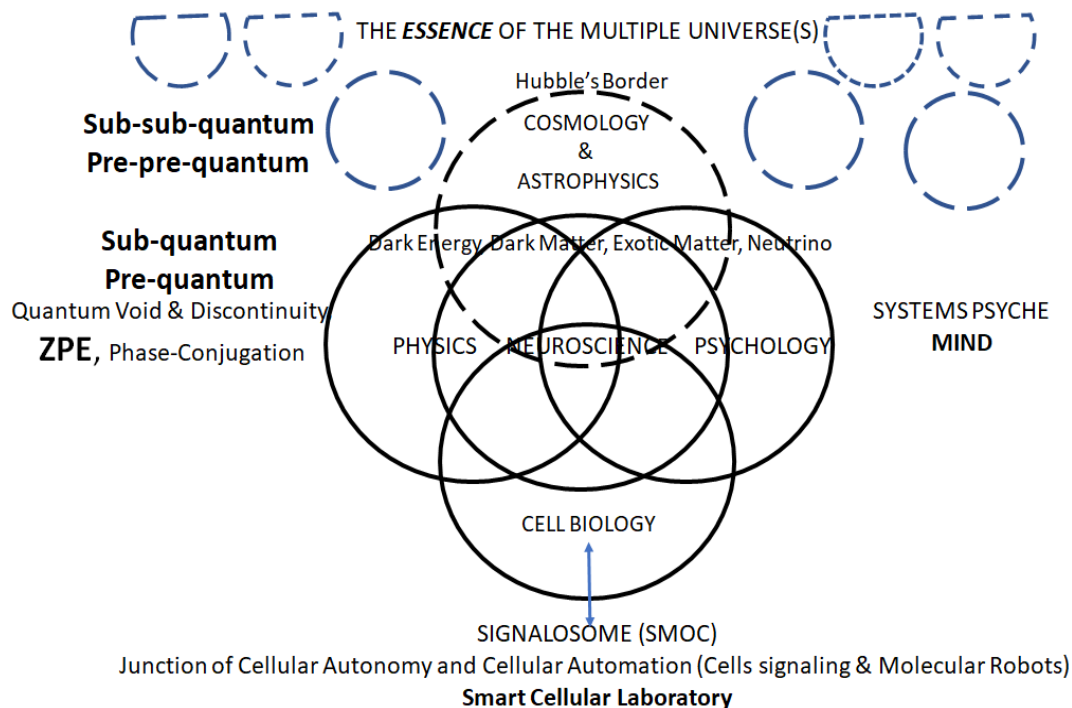 THE ESSENCE OF THE MULTIPLE UNIVERSE(S)
Hubble's Border
COSMOLOGY
&
ASTROPHYSICS
Sub-sub-quantum
Pre-pre-quantum
Dark Energy, Dark Matter, Exotic Matter, Neutrino
Sub-quantum
Pre-quantum
Quantum Void & Discontinuity
ZPE, Phase-Conjugation
PHYSICS NEUROSCIENCE PSYCHOLOGY
SYSTEMS PSYCHE
MIND
CELL BIOLOGY
SIGNALOSOME (SMOC)
Junction of Cellular Autonomy and Cellular Automation (Cells signaling & Molecular Robots)
Smart Cellular Laboratory